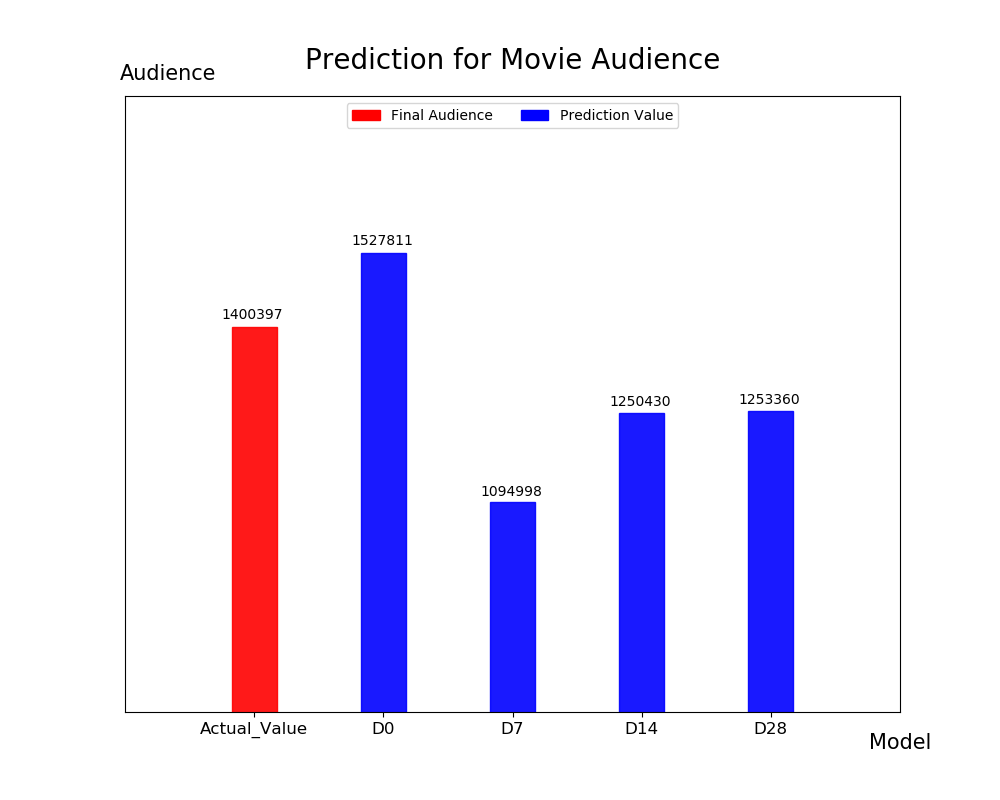 Prediction for Movie Audience
Audience
Final Audience
Prediction Value
1527811
1400397
1253360
1250430
1094998
Actual_Value
D0
D7
D14
D28
Model